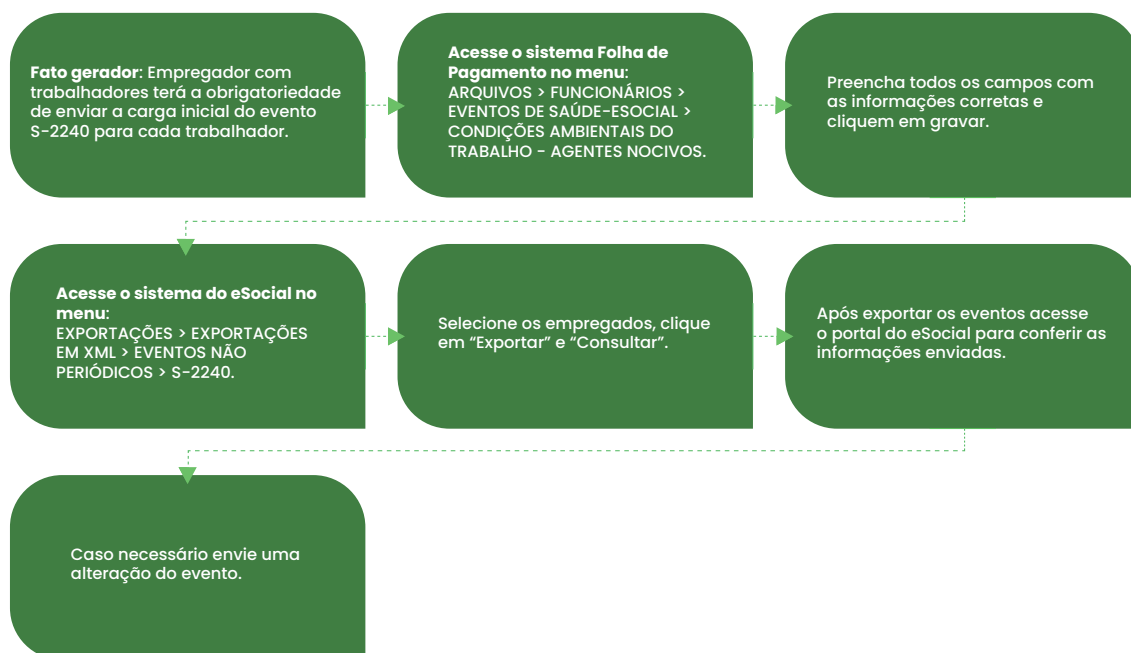 Fato gerador: Empregador com
trabalhadores terá a obrigatoriedade
de enviar a carga inicial do evento
S-2240 para cada trabalhador.
Acesse o sistema Folha de
Pagamento no menu:
ARQUIVOS > FUNCIONÁRIOS >
EVENTOS DE SAÚDE-ESOCIAL >
CONDIÇÕES AMBIENTAIS DO
TRABALHO - AGENTES NOCIVOS.
Preencha todos os campos com
as informações corretas e
cliquem em gravar.
Acesse o sistema do eSocial no
menu:
EXPORTAÇÕES > EXPORTAÇÕES
EM XML > EVENTOS NÃO
PERIÓDICOS > S-2240.
Selecione os empregados, clique
em “Exportar” e “Consultar”.
Após exportar os eventos acesse
o portal do eSocial para conferir as
informações enviadas.
Caso necessário envie uma
alteração do evento.